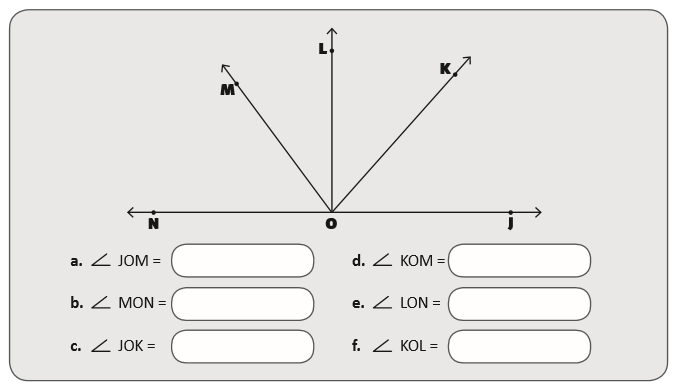 L
K
M
N O J
a. ∠ JOM =
d. ∠ KOM =
b. ∠ MON =
e. ∠ LON =
c. ∠ JOK =
f. ∠ KOL =